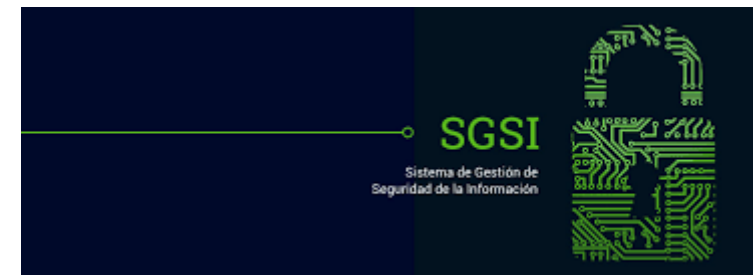 SGSI
Sistema de Gestión de
Seguridad de la Información